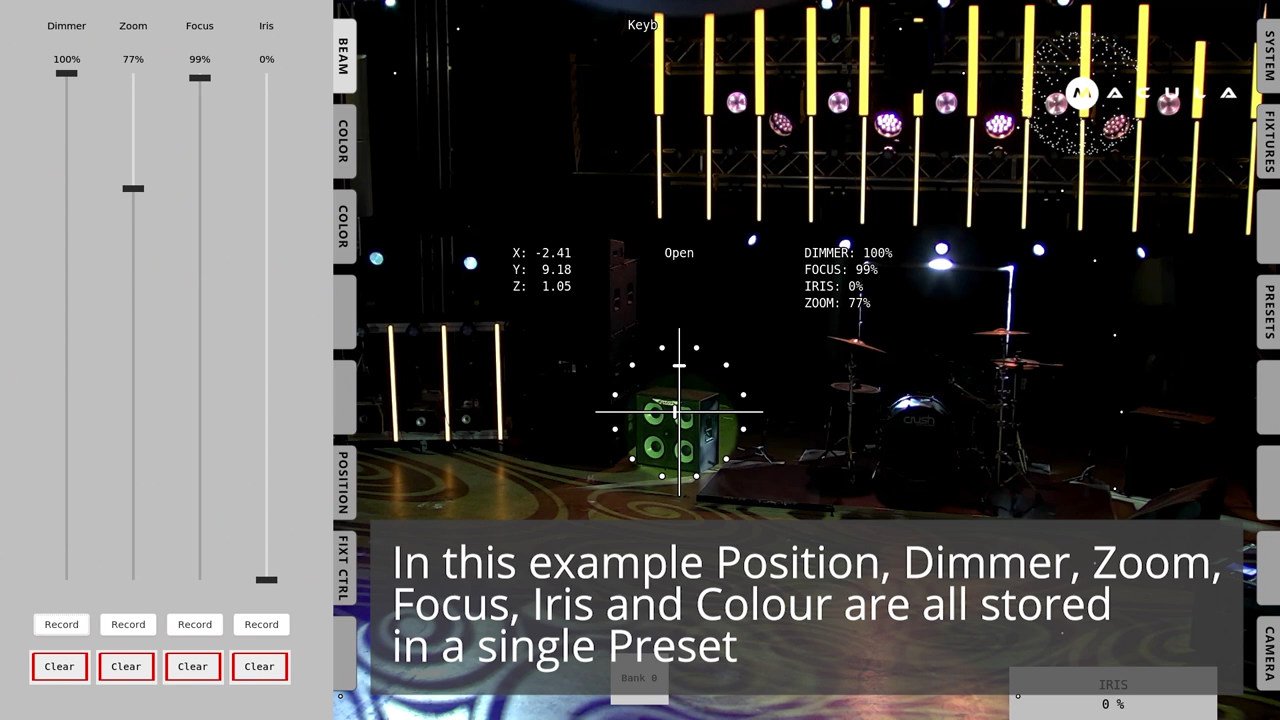 Dimmer Zoom Focus Iris
100% 77% 99% 0%
Record Record Record Record
Clear Clear Clear Clear
BEAM
COLOR
COLOR
POSITION
FIXT CTRL
Keyb
MACULA
X: -2.41
Y: 9.18
Z: 1.05
Open
DIMMER: 100%
FOCUS: 99%
IRIS: 0%
ZOOM: 77%
crush
In this example Position, Dimmer, Zoom,
Focus, Iris and Colour are all stored
in a single Preset
Bank 0
IRIS
0 %
SYSTEM
FIXTURES
PRESETS
CAMERA